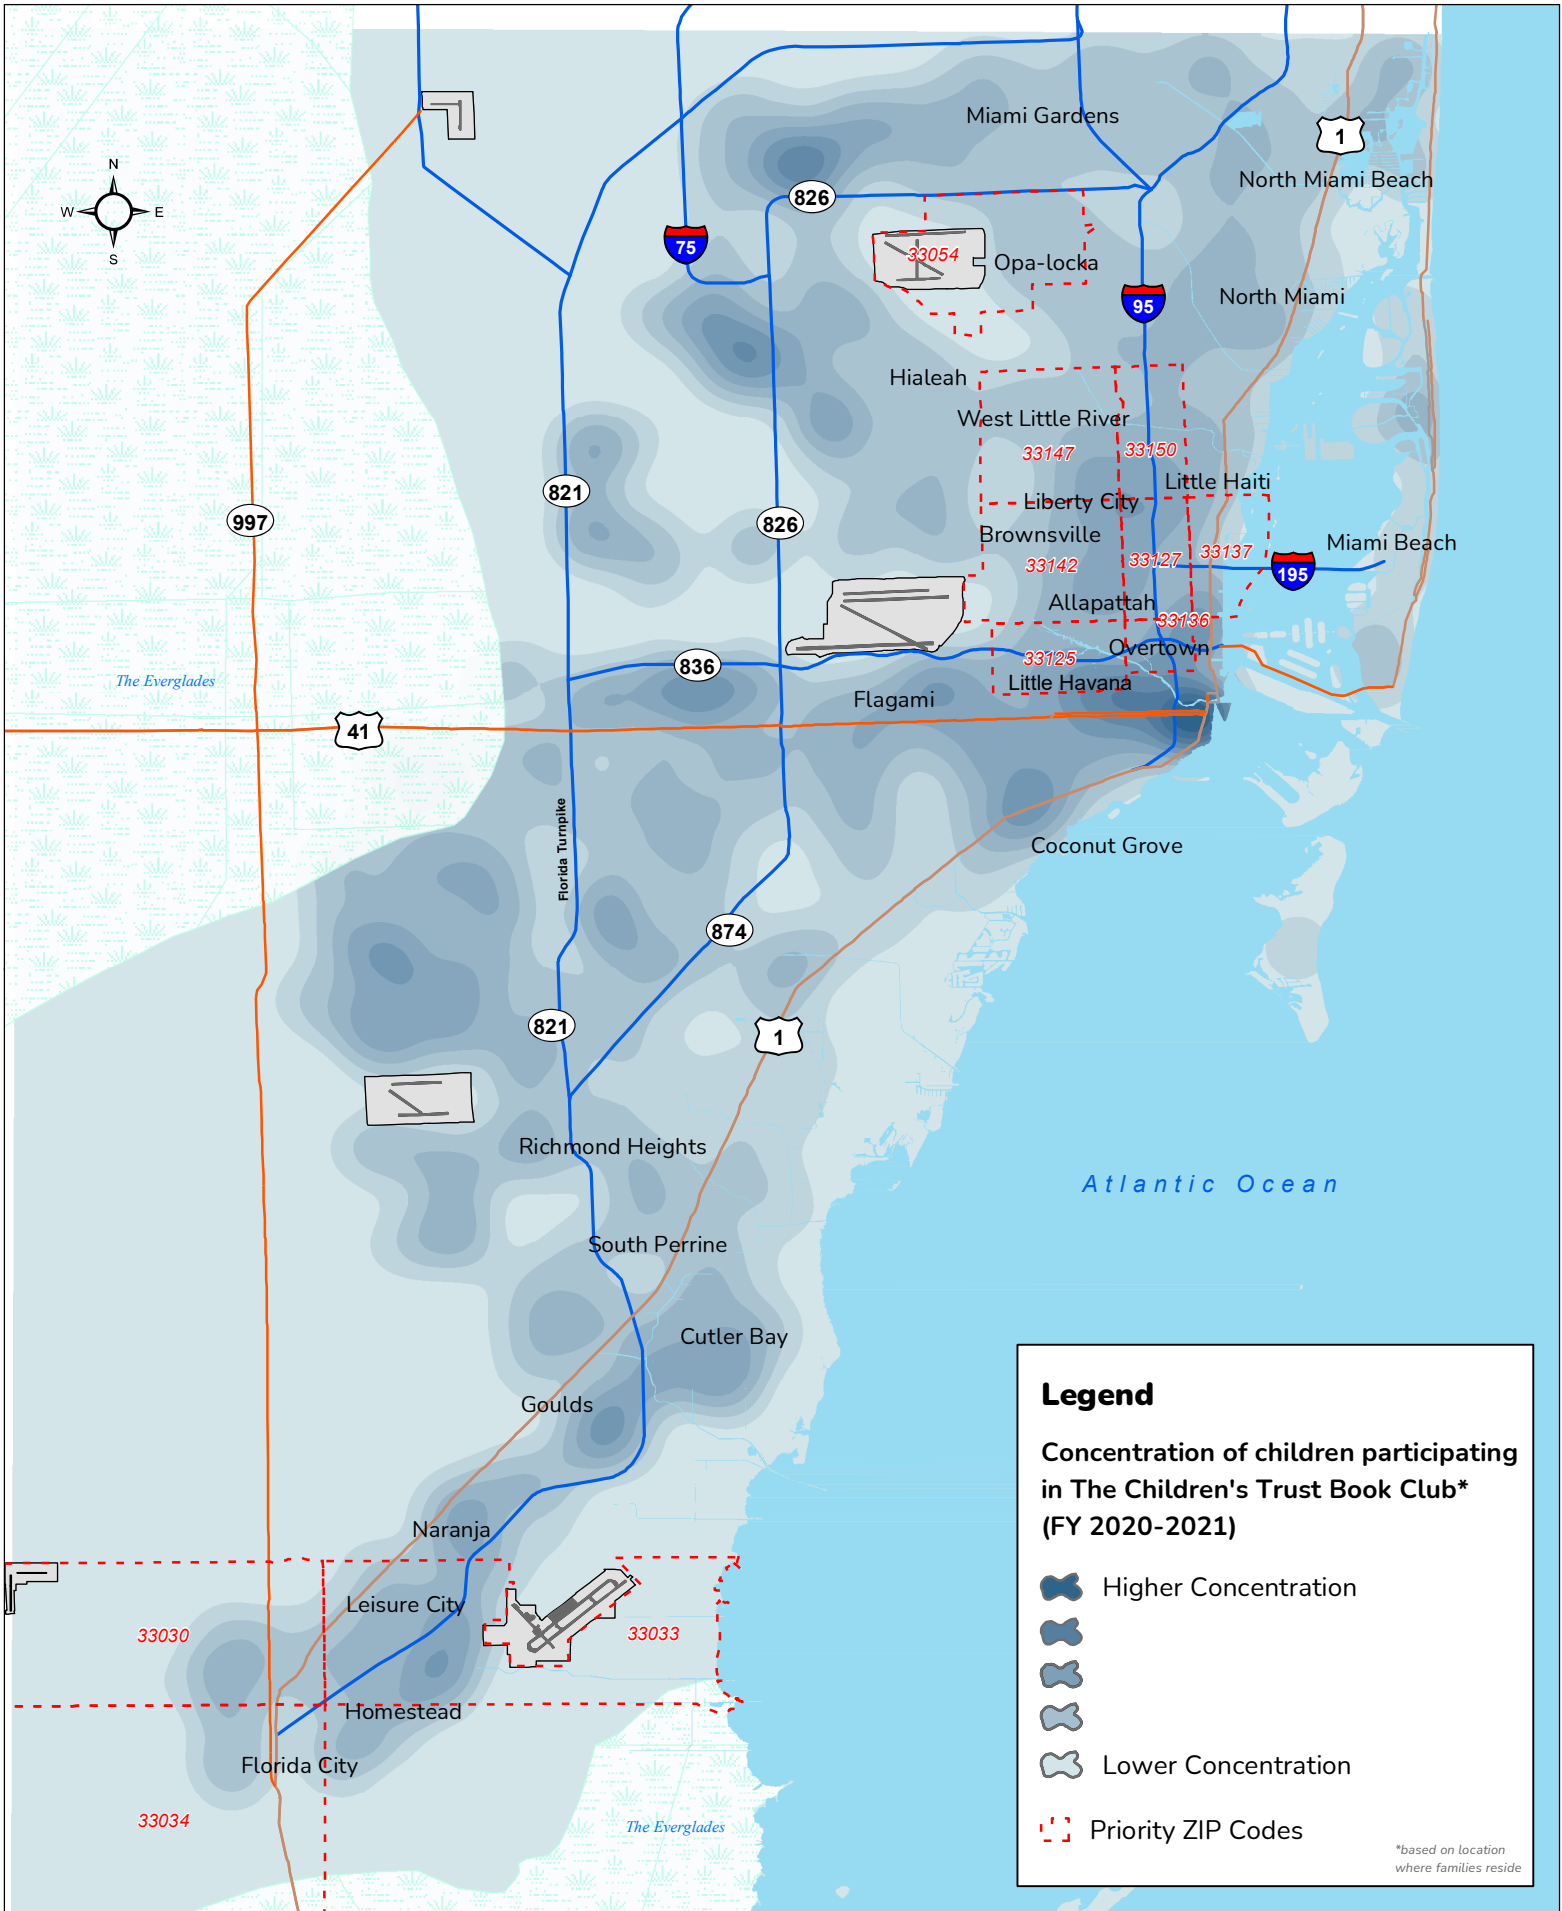 Miami Gardens
1
N
North Miami Beach
826
W
E
75
33054
S
Opa-locka
North Miami
95
Hialeah
West Little River
33147
33150
Little Haiti
821
Liberty City
997
826
Brownsville
Miami Beach
33142
33127
33137
195
Allapattah
33136
Overtown
836
33125
The Everglades
Little Havana
Flagami
41
Florida Turnpike
Coconut Grove
874
821
1
Richmond Heights
Atlantic Ocean
South Perrine
Cutler Bay
Goulds
Naranja
Leisure City
33030
33033
Homestead
Florida City
33034
The Everglades
Legend
Concentration of children participating
in The Children's Trust Book Club*
(FY 2020-2021)
Higher Concentration
Lower Concentration
Priority ZIP Codes
*based on location
where families reside